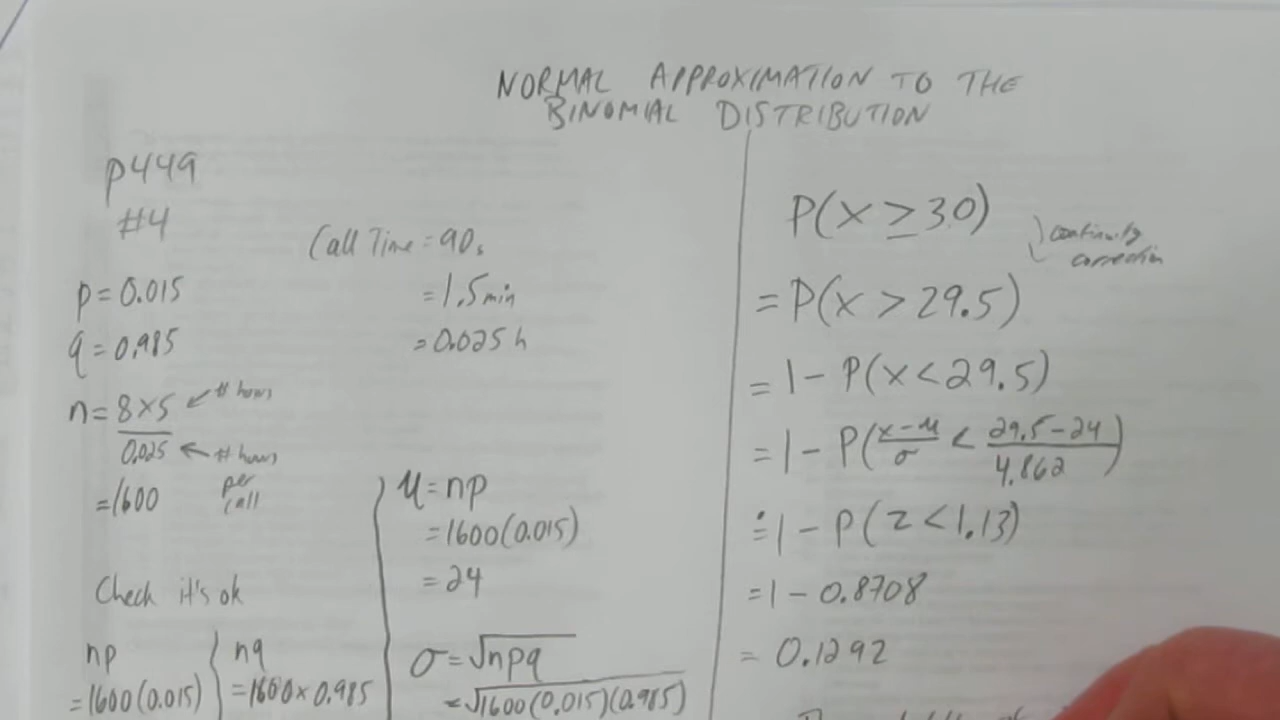 NORMAL APPROXIMATION TO THE
BINOMIAL DISTRIBUTION
p449
#4
Call Time = 90s
= 1.5 min
= 0.025 h
p = 0.015
q = 0.985
n = 8 × 5 ← # hours
0.025 ← # hours
per
call
= 1600
Check it's ok
np
= 1600(0.015)
nq
= 1600 × 0.985
μ = np
= 1600(0.015)
= 24
σ = √npq
= √1600(0.015)(0.985)
P(x ≥ 30)
continuity
correction
= P(x > 29.5)
= 1 - P(x < 29.5)
= 1 - P(x-μ/σ < 29.5-24/4.862)
≐ 1 - P(z < 1.13)
= 1 - 0.8708
= 0.1292